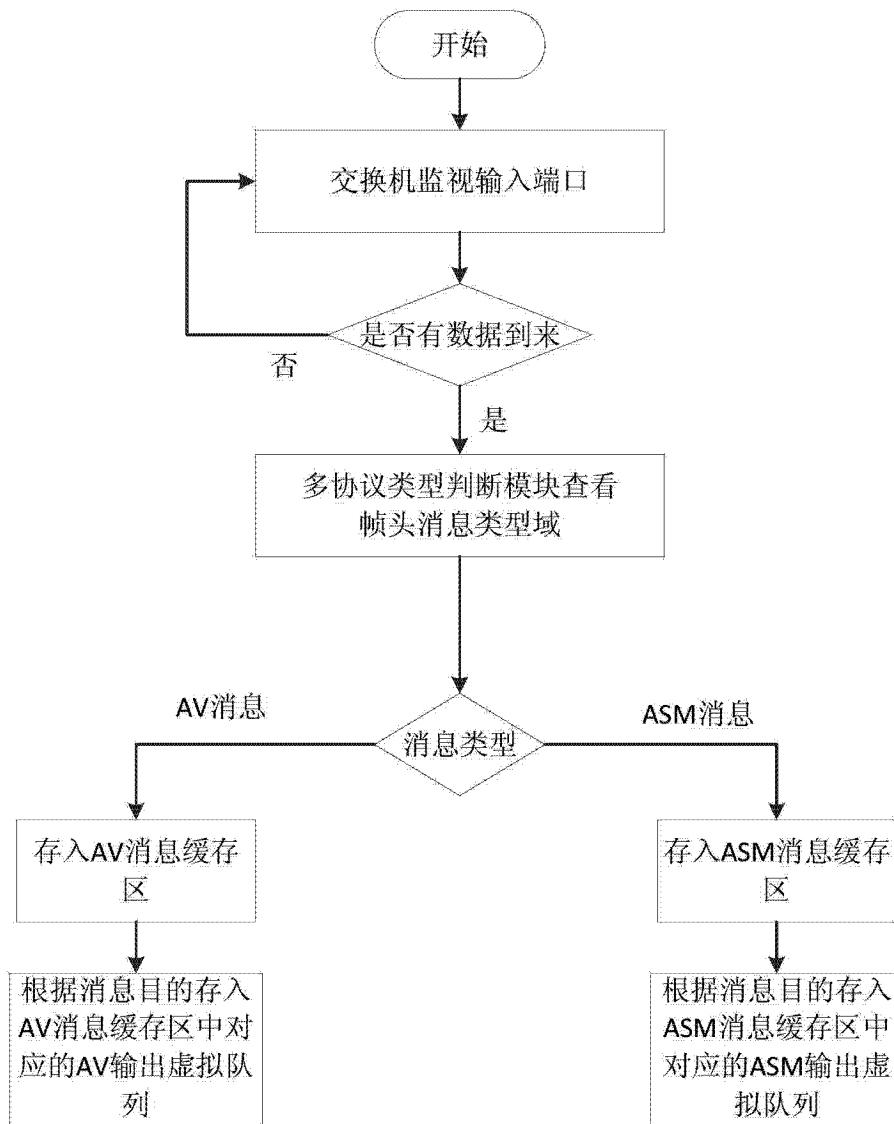 开始
交换机监视输入端口
是否有数据到来
否
是
多协议类型判断模块查看
帧头消息类型域
AV消息
消息类型
ASM消息
存入AV消息缓存
区
存入ASM消息缓存
区
根据消息目的存入
AV消息缓存区中对
应的AV输出虚拟队
列
根据消息目的存入
ASM消息缓存区中
对应的ASM输出虚
拟队列